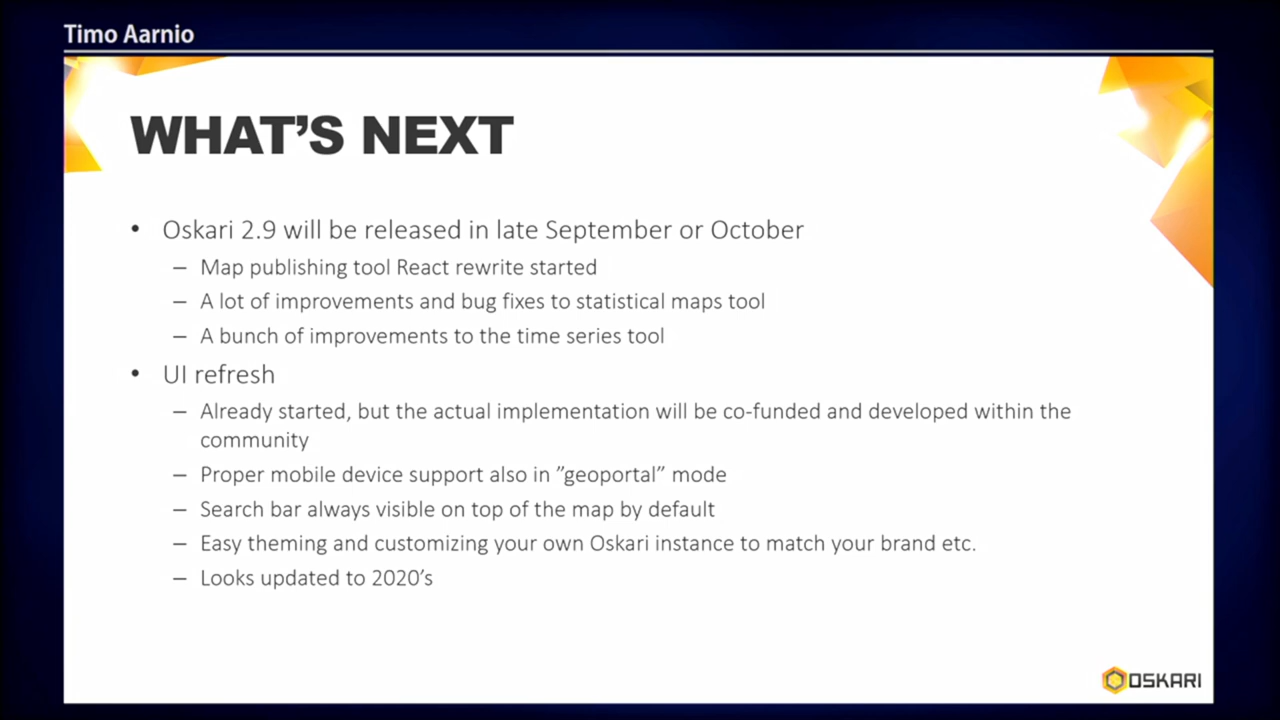 Timo Aarnio
WHAT'S NEXT
• Oskari 2.9 will be released in late September or October
– Map publishing tool React rewrite started
– A lot of improvements and bug fixes to statistical maps tool
– A bunch of improvements to the time series tool
• UI refresh
– Already started, but the actual implementation will be co-funded and developed within the
community
– Proper mobile device support also in ”geoportal” mode
– Search bar always visible on top of the map by default
– Easy theming and customizing your own Oskari instance to match your brand etc.
– Looks updated to 2020’s
OSKARI